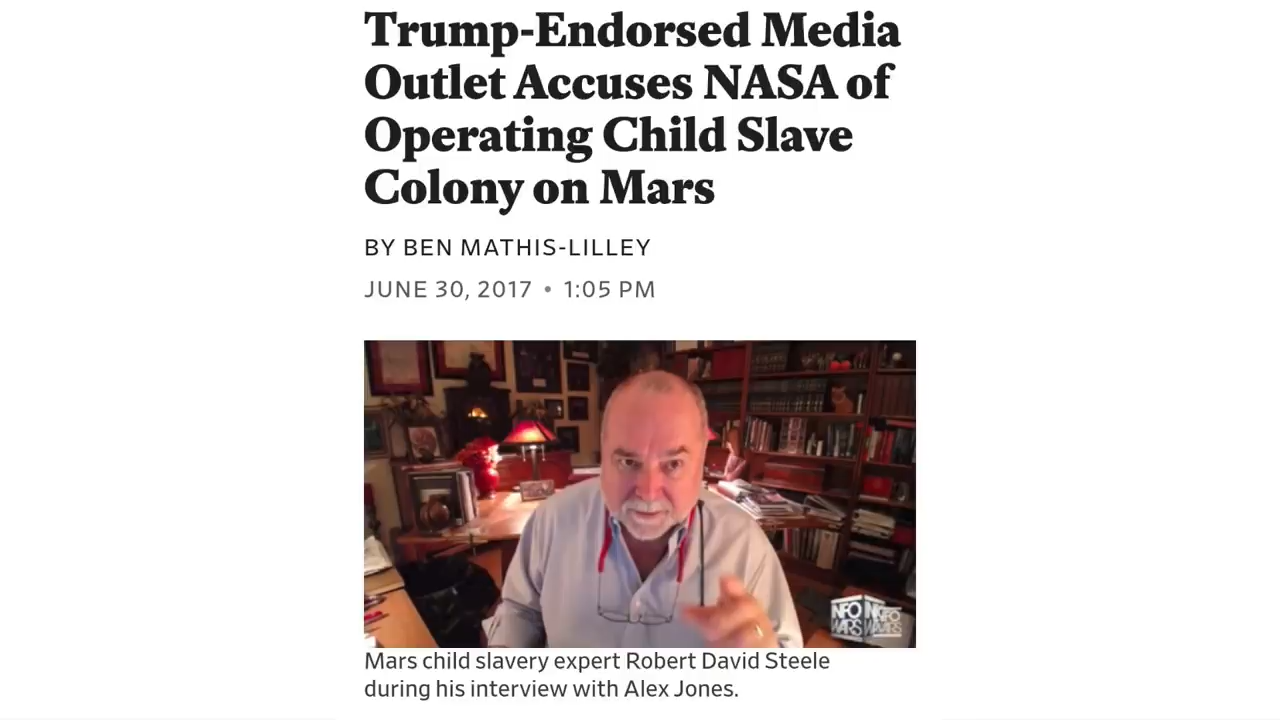 Trump-Endorsed Media
Outlet Accuses NASA of
Operating Child Slave
Colony on Mars
BY BEN MATHIS-LILLEY
JUNE 30, 2017 • 1:05 PM
INFO
WARS
Mars child slavery expert Robert David Steele
during his interview with Alex Jones.